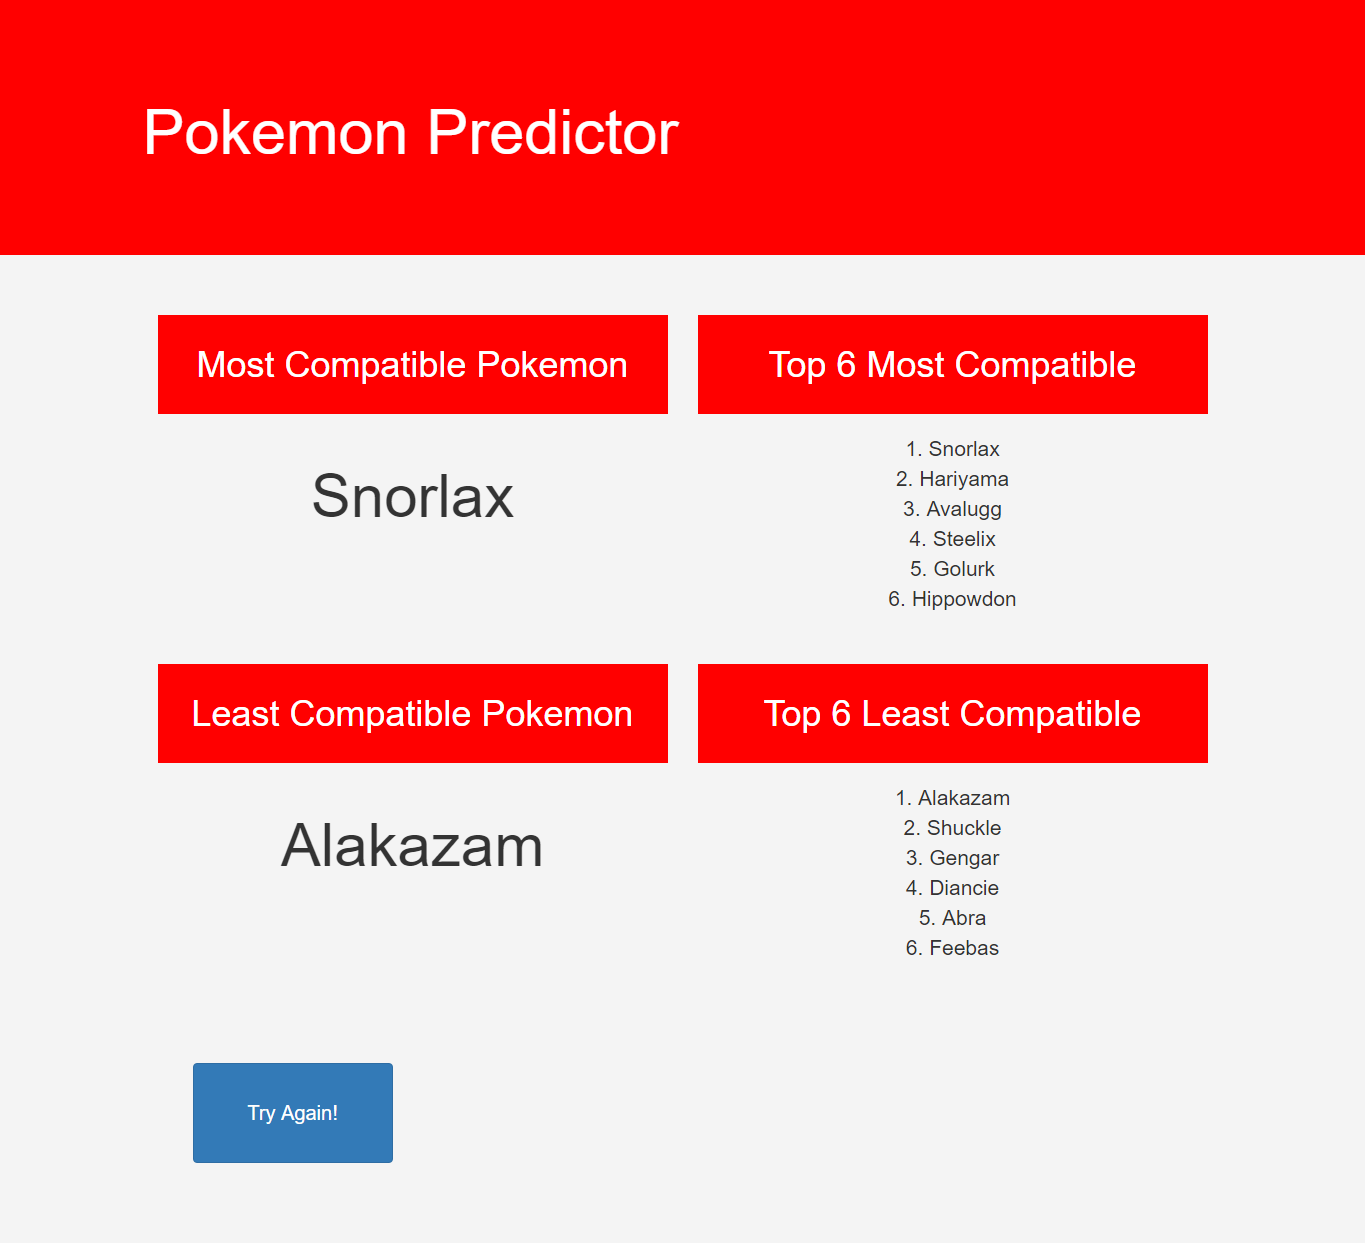 Pokemon Predictor
Most Compatible Pokemon
Snorlax
Top 6 Most Compatible
1. Snorlax
2. Hariyama
3. Avalugg
4. Steelix
5. Golurk
6. Hippowdon
Least Compatible Pokemon
Alakazam
Top 6 Least Compatible
1. Alakazam
2. Shuckle
3. Gengar
4. Diancie
5. Abra
6. Feebas
Try Again!